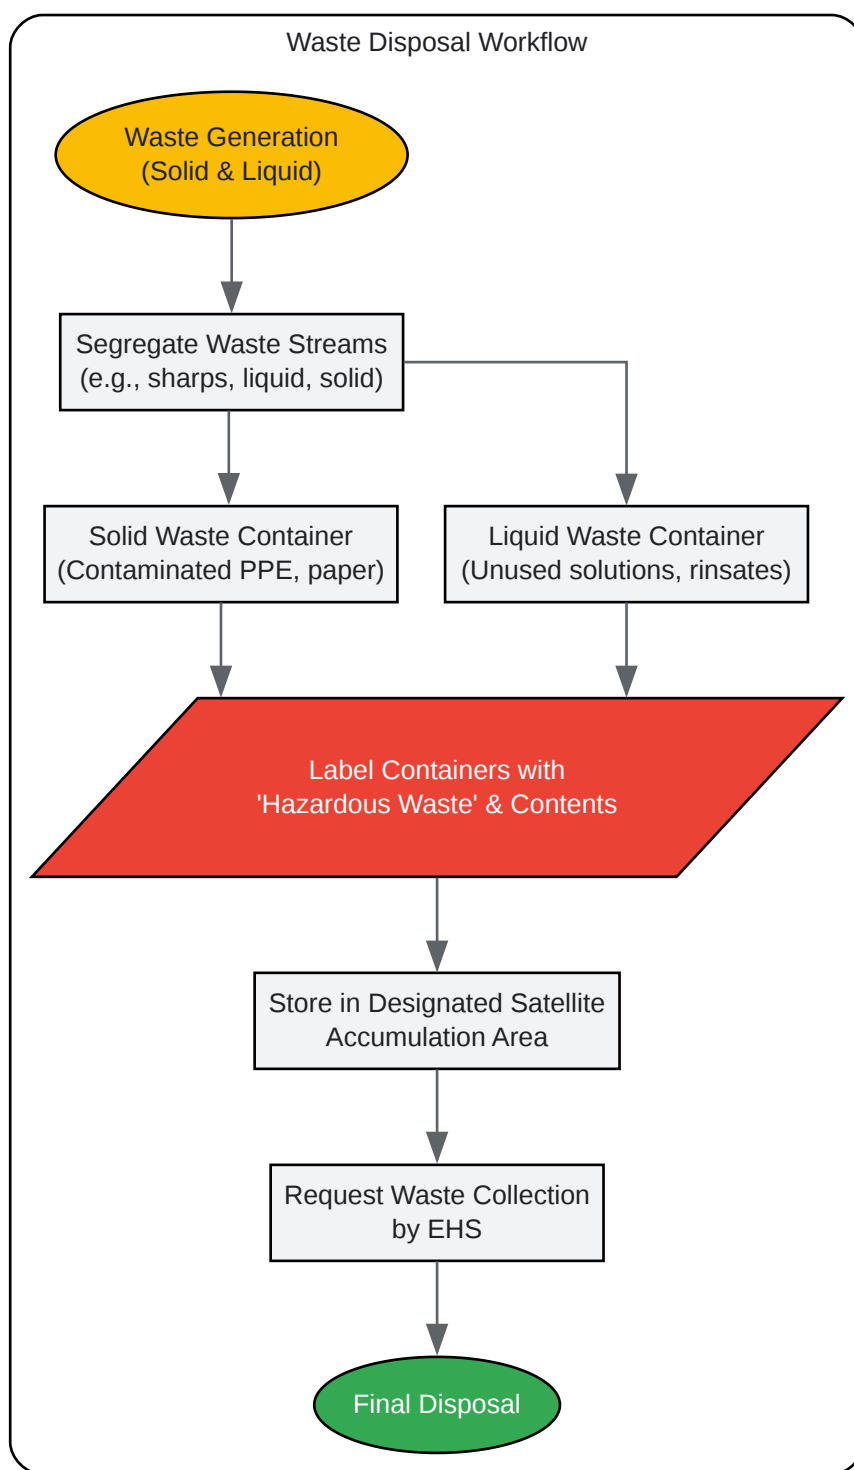 Waste Disposal Workflow
Waste Generation
(Solid & Liquid)
Segregate Waste Streams
(e.g., sharps, liquid, solid)
Solid Waste Container
(Contaminated PPE, paper)
Liquid Waste Container
(Unused solutions, rinsates)
Label Containers with
'Hazardous Waste' & Contents
Store in Designated Satellite
Accumulation Area
Request Waste Collection
by EHS
Final Disposal